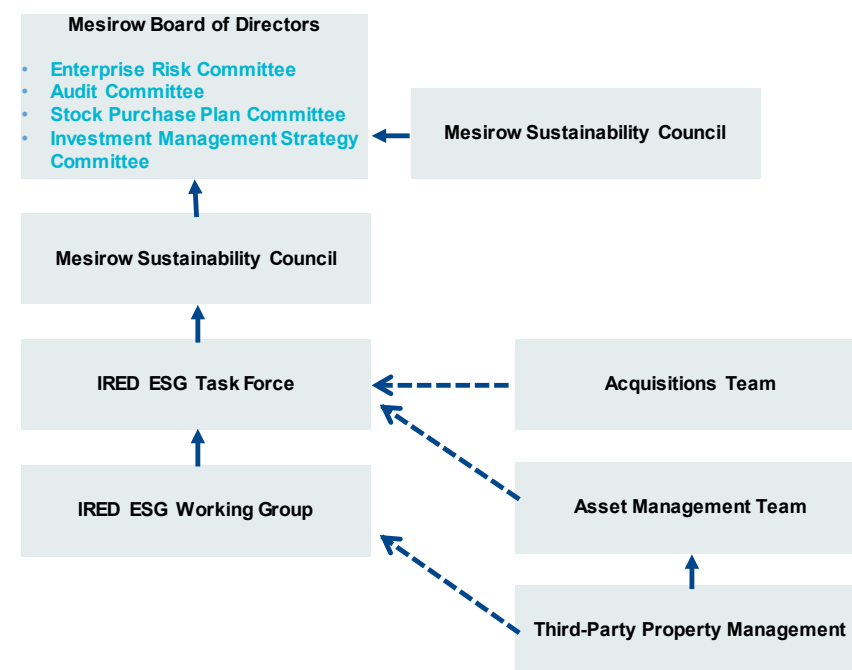 Mesirow Board of Directors
• Enterprise Risk Committee
• Audit Committee
• Stock Purchase Plan Committee
• Investment Management Strategy
Committee
Mesirow Sustainability Council
Mesirow Sustainability Council
IRED ESG Task Force
Acquisitions Team
IRED ESG Working Group
Asset Management Team
Third-Party Property Management